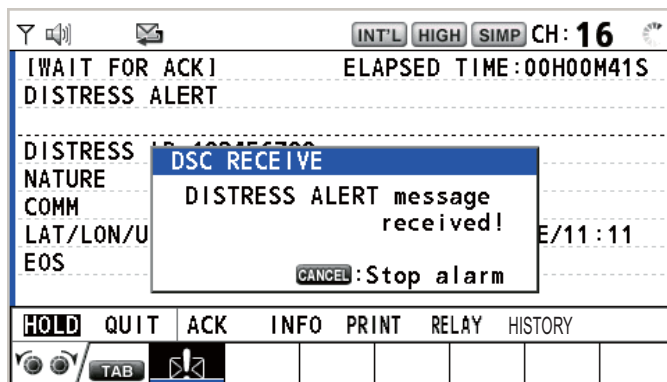 INT'L HIGH SIMP CH:16
[WAIT FOR ACK] ELAPSED TIME:00H00M41S
DISTRESS ALERT
DISTRESS
DSC RECEIVE
NATURE
DISTRESS ALERT message
COMM
received!
LAT/LON/U E/11:11
EOS
CANCEL:Stop alarm
HOLD QUIT ACK INFO PRINT RELAY HISTORY
/ TAB